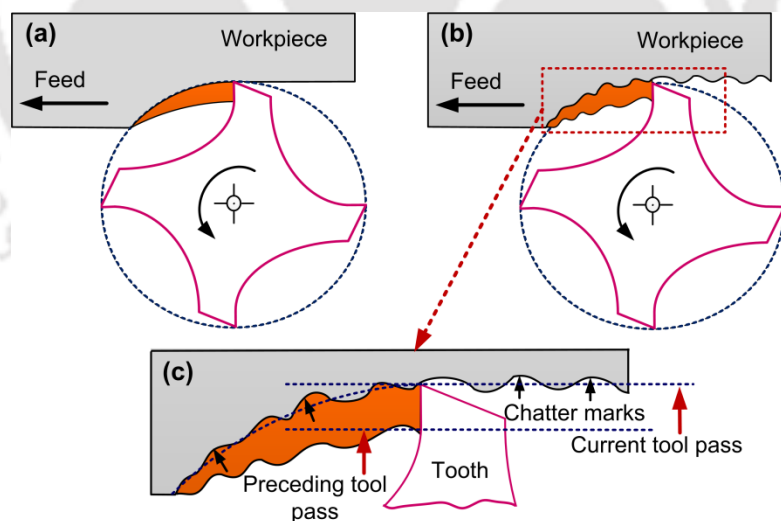 (a)
Workpiece
Feed
(b)
Workpiece
Feed
(c)
Chatter marks
Current tool pass
Preceding tool
pass
Tooth